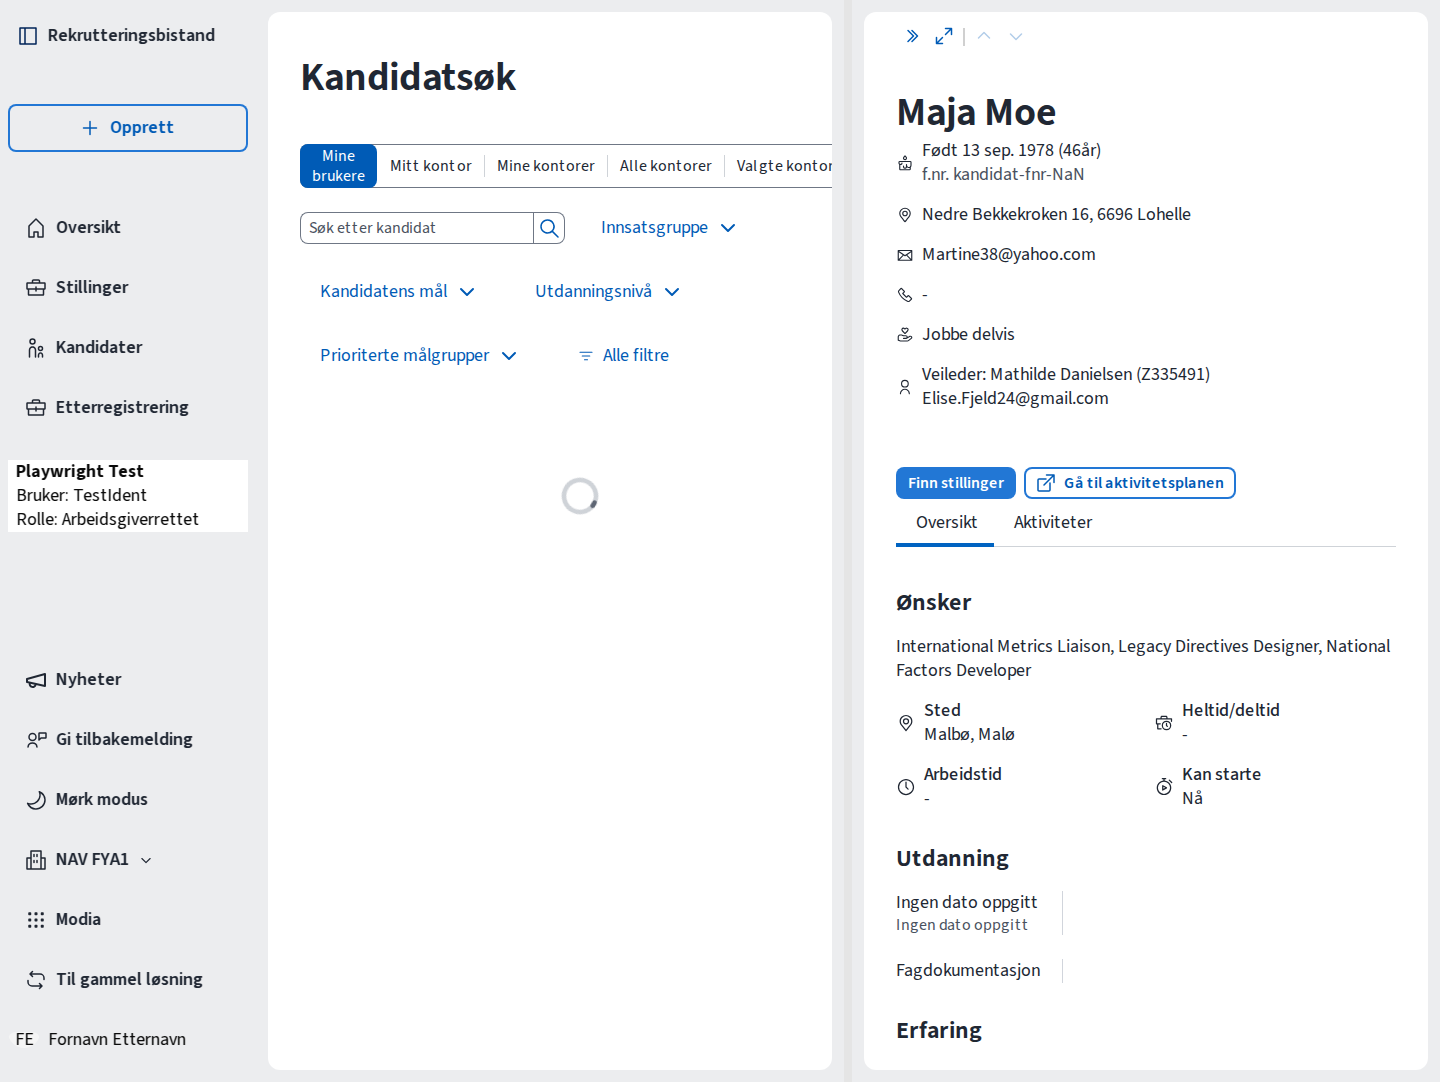 Rekrutteringsbistand
Opprett
Oversikt
Stillinger
Kandidater
Etterregistrering
Playwright Test
Bruker: TestIdent
Rolle: Arbeidsgiverrettet
Nyheter
Gi tilbakemelding
Mørk modus
NAV FYA1
Modia
Til gammel løsning
FE Fornavn Etternavn
Kandidatsøk
Mine brukere
Mitt kontor
Mine kontorer
Alle kontorer
Valgte kontor
Søk etter kandidat
Innsatsgruppe
Kandidatens mål
Utdanningsnivå
Prioriterte målgrupper
Alle filtre
Maja Moe
Født 13 sep. 1978 (46år)
f.nr. kandidat-fnr-NaN
Nedre Bekkekroken 16, 6696 Lohelle
Martine38@yahoo.com
-
Jobbe delvis
Veileder: Mathilde Danielsen (Z335491)
Elise.Fjeld24@gmail.com
Finn stillinger
Gå til aktivitetsplanen
Oversikt
Aktiviteter
Ønsker
International Metrics Liaison, Legacy Directives Designer, National
Factors Developer
Sted
Malbø, Malø
Heltid/deltid
-
Arbeidstid
-
Kan starte
Nå
Utdanning
Ingen dato oppgitt
Ingen dato oppgitt
Fagdokumentasjon
Erfaring